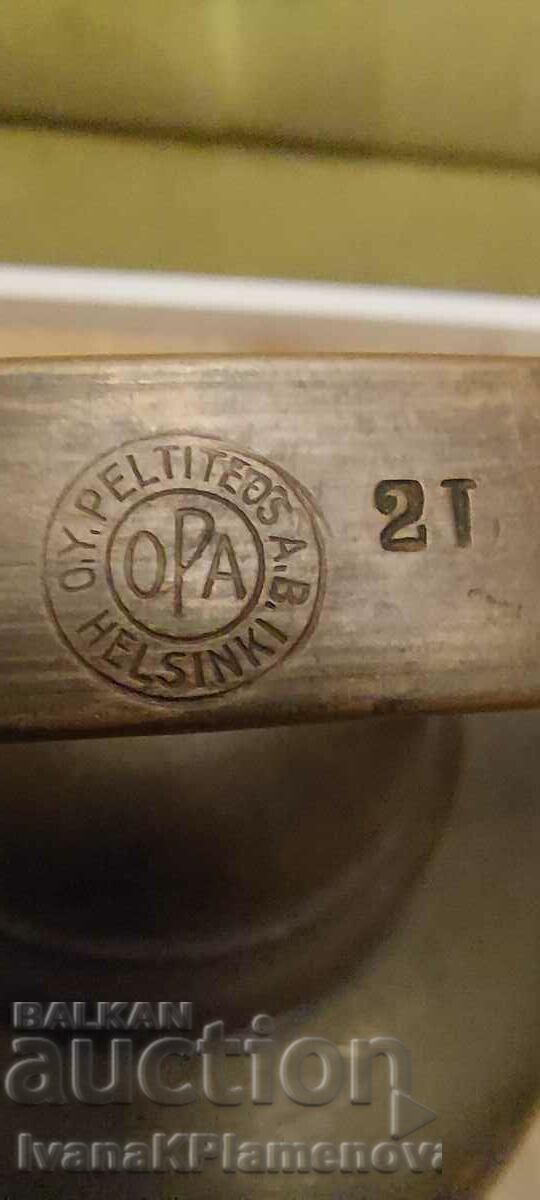 O.Y. PELTITEOS A.B.
OPA
HELSINKI
2T
BALKAN
auction
IvanaKPlamenova